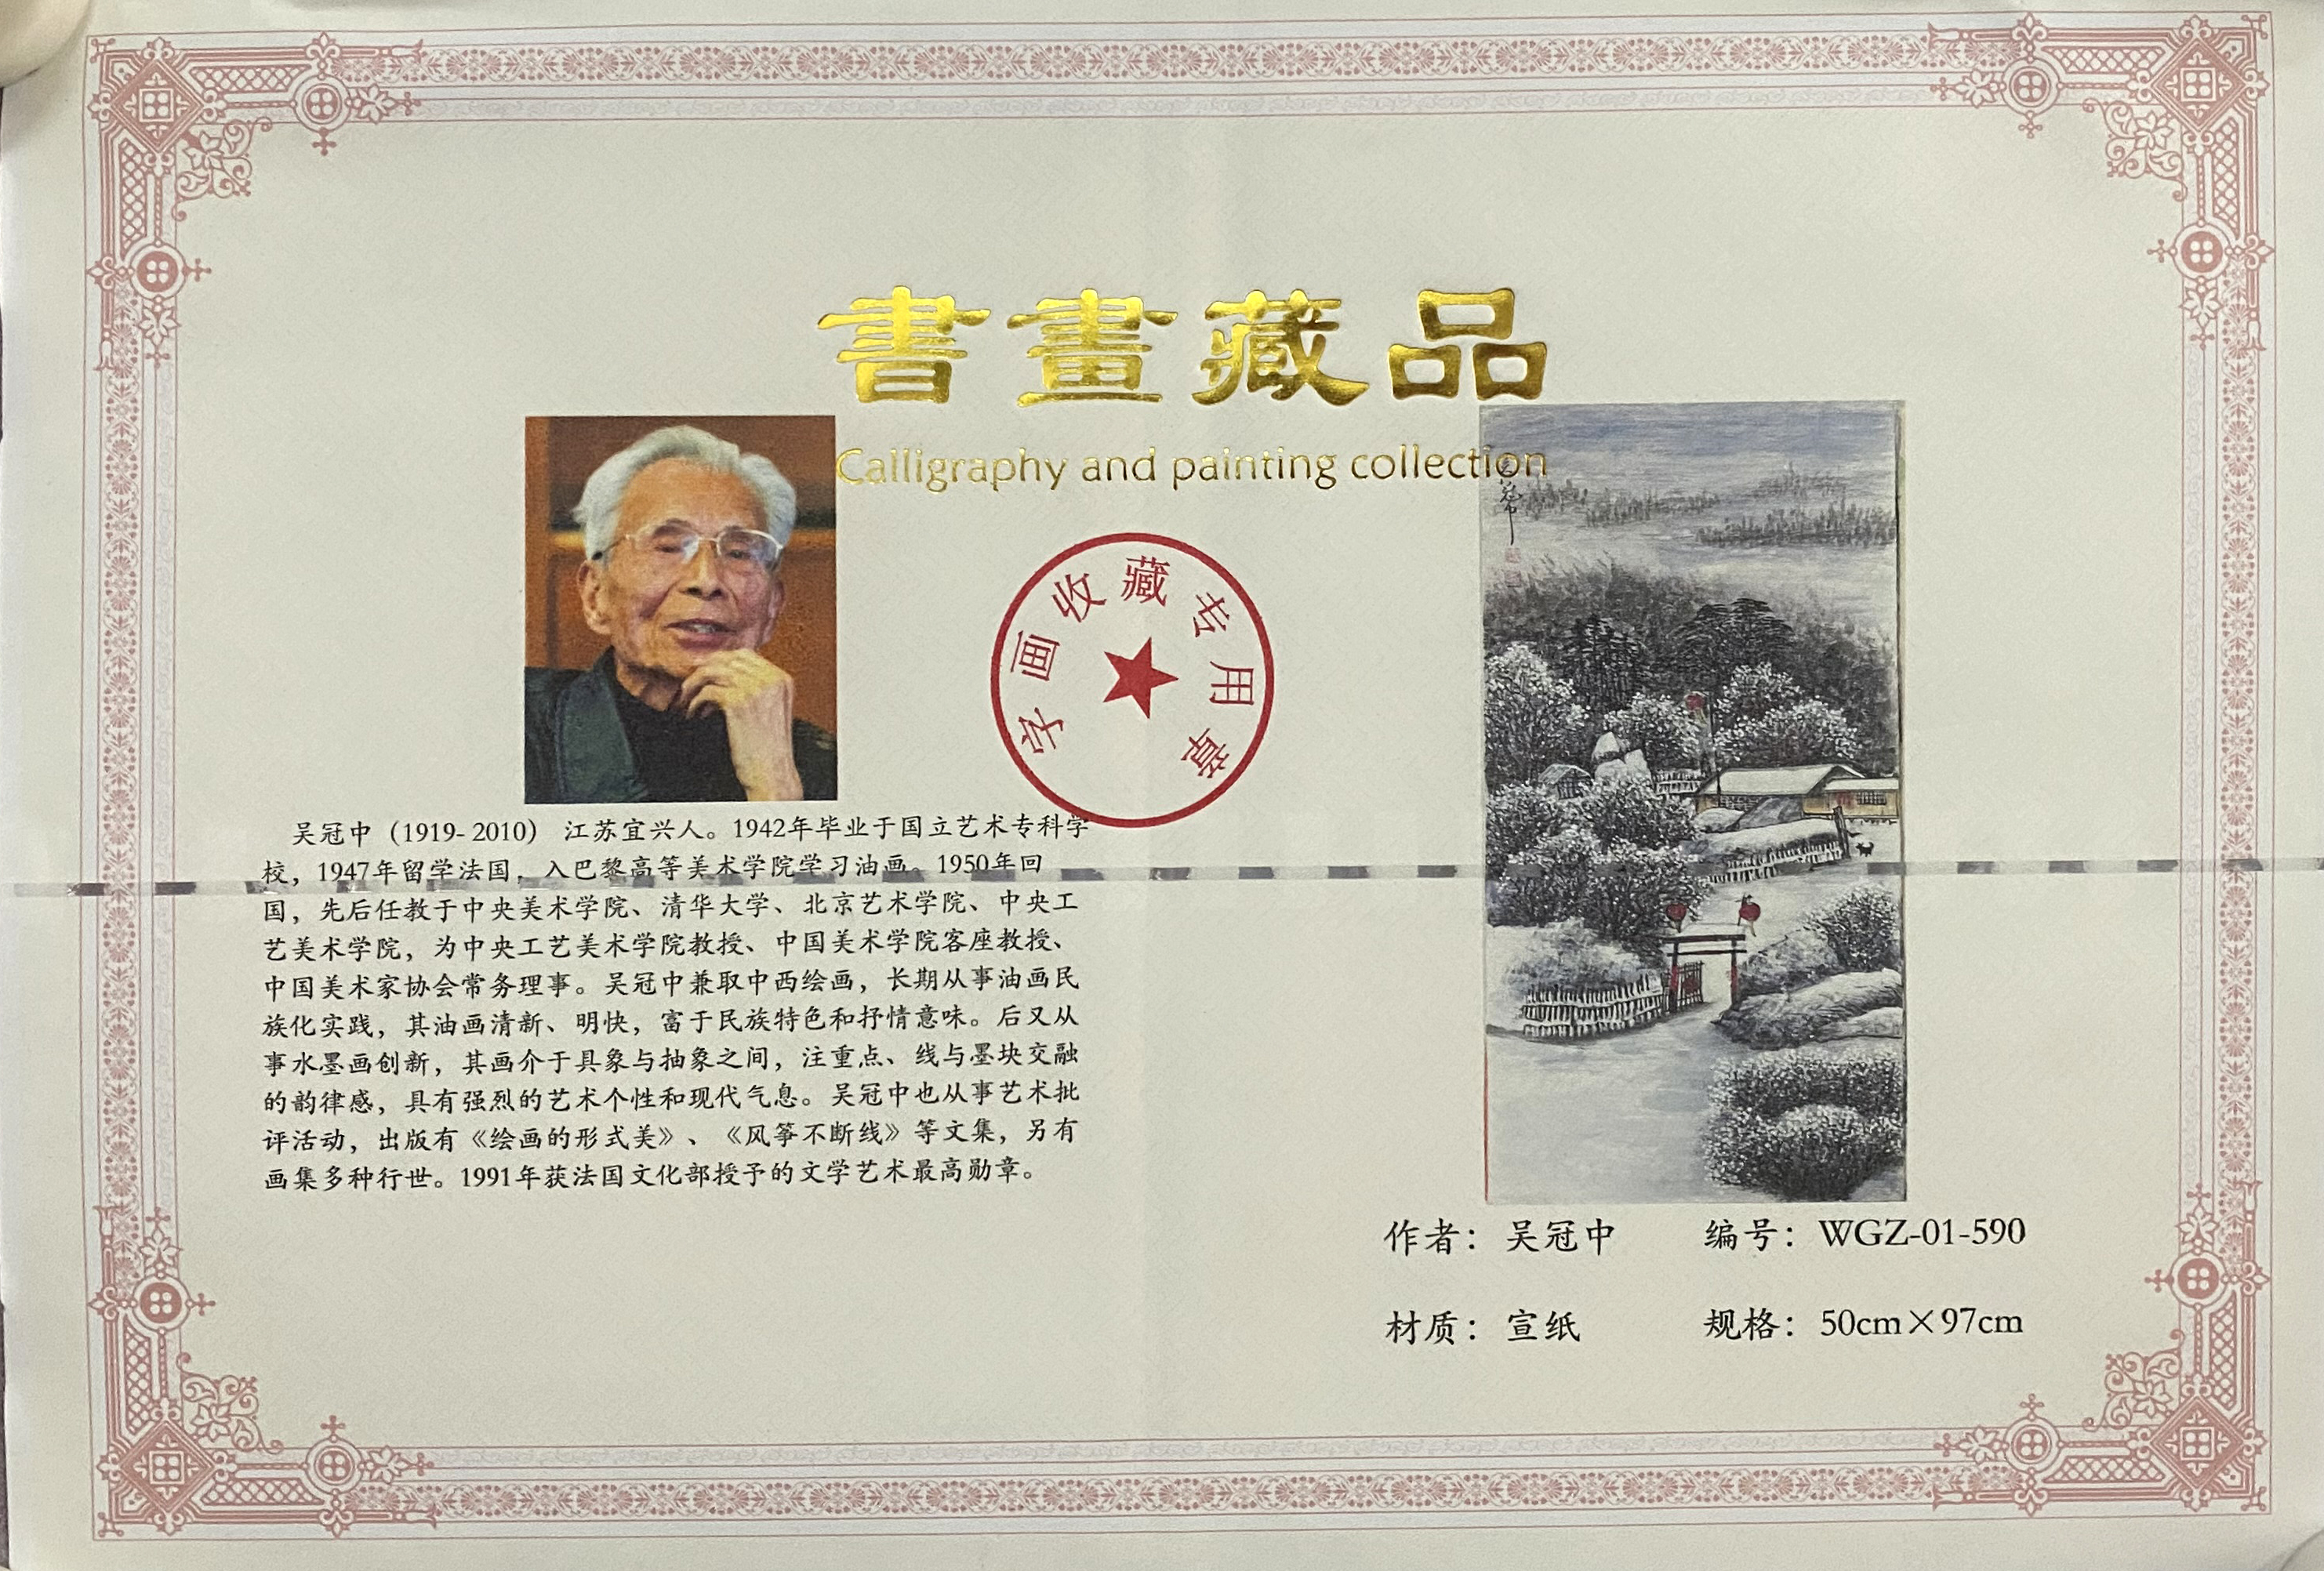 書畫藏品
Calligraphy and painting collection
字画收藏专用章
吴冠中（1919-2010） 江苏宜兴人。1942年毕业于国立艺术专科学
校，1947年留学法国，入巴黎高等美术学院学习油画。1950年回
国，先后任教于中央美术学院、清华大学、北京艺术学院、中央工
艺美术学院，为中央工艺美术学院教授、中国美术学院客座教授、
中国美术家协会常务理事。吴冠中兼取中西绘画，长期从事油画民
族化实践，其油画清新、明快，富于民族特色和抒情意味。后又从
事水墨画创新，其画介于具象与抽象之间，注重点、线与墨块交融
的韵律感，具有强烈的艺术个性和现代气息。吴冠中也从事艺术批
评活动，出版有《绘画的形式美》、《风筝不断线》等文集，另有
画集多种行世。1991年获法国文化部授予的文学艺术最高勋章。
作者：吴冠中 编号：WGZ-01-590
材质：宣纸 规格：50cm×97cm